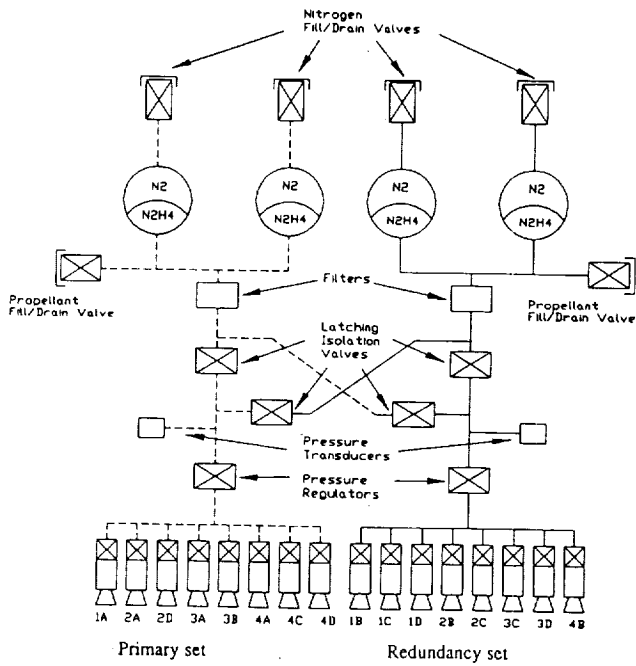 Nitrogen
Fill/Drain Valves
N2
N2H4
N2
N2H4
N2
N2H4
N2
N2H4
Propellant
Fill/Drain Valve
Filters
Propellant
Fill/Drain Valve
Latching
Isolation
Valves
Pressure
Transducers
Pressure
Regulators
1A 2A 2D 3A 3B 4A 4C 4D
1B 1C 1D 2B 2C 3C 3D 4B
Primary set
Redundancy set